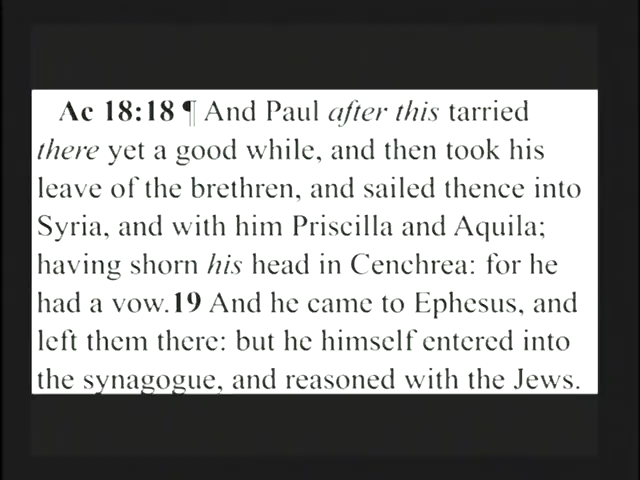 Ac 18:18 ¶ And Paul after this tarried
there yet a good while, and then took his
leave of the brethren, and sailed thence into
Syria, and with him Priscilla and Aquila;
having shorn his head in Cenchrea: for he
had a vow.19 And he came to Ephesus, and
left them there: but he himself entered into
the synagogue, and reasoned with the Jews.